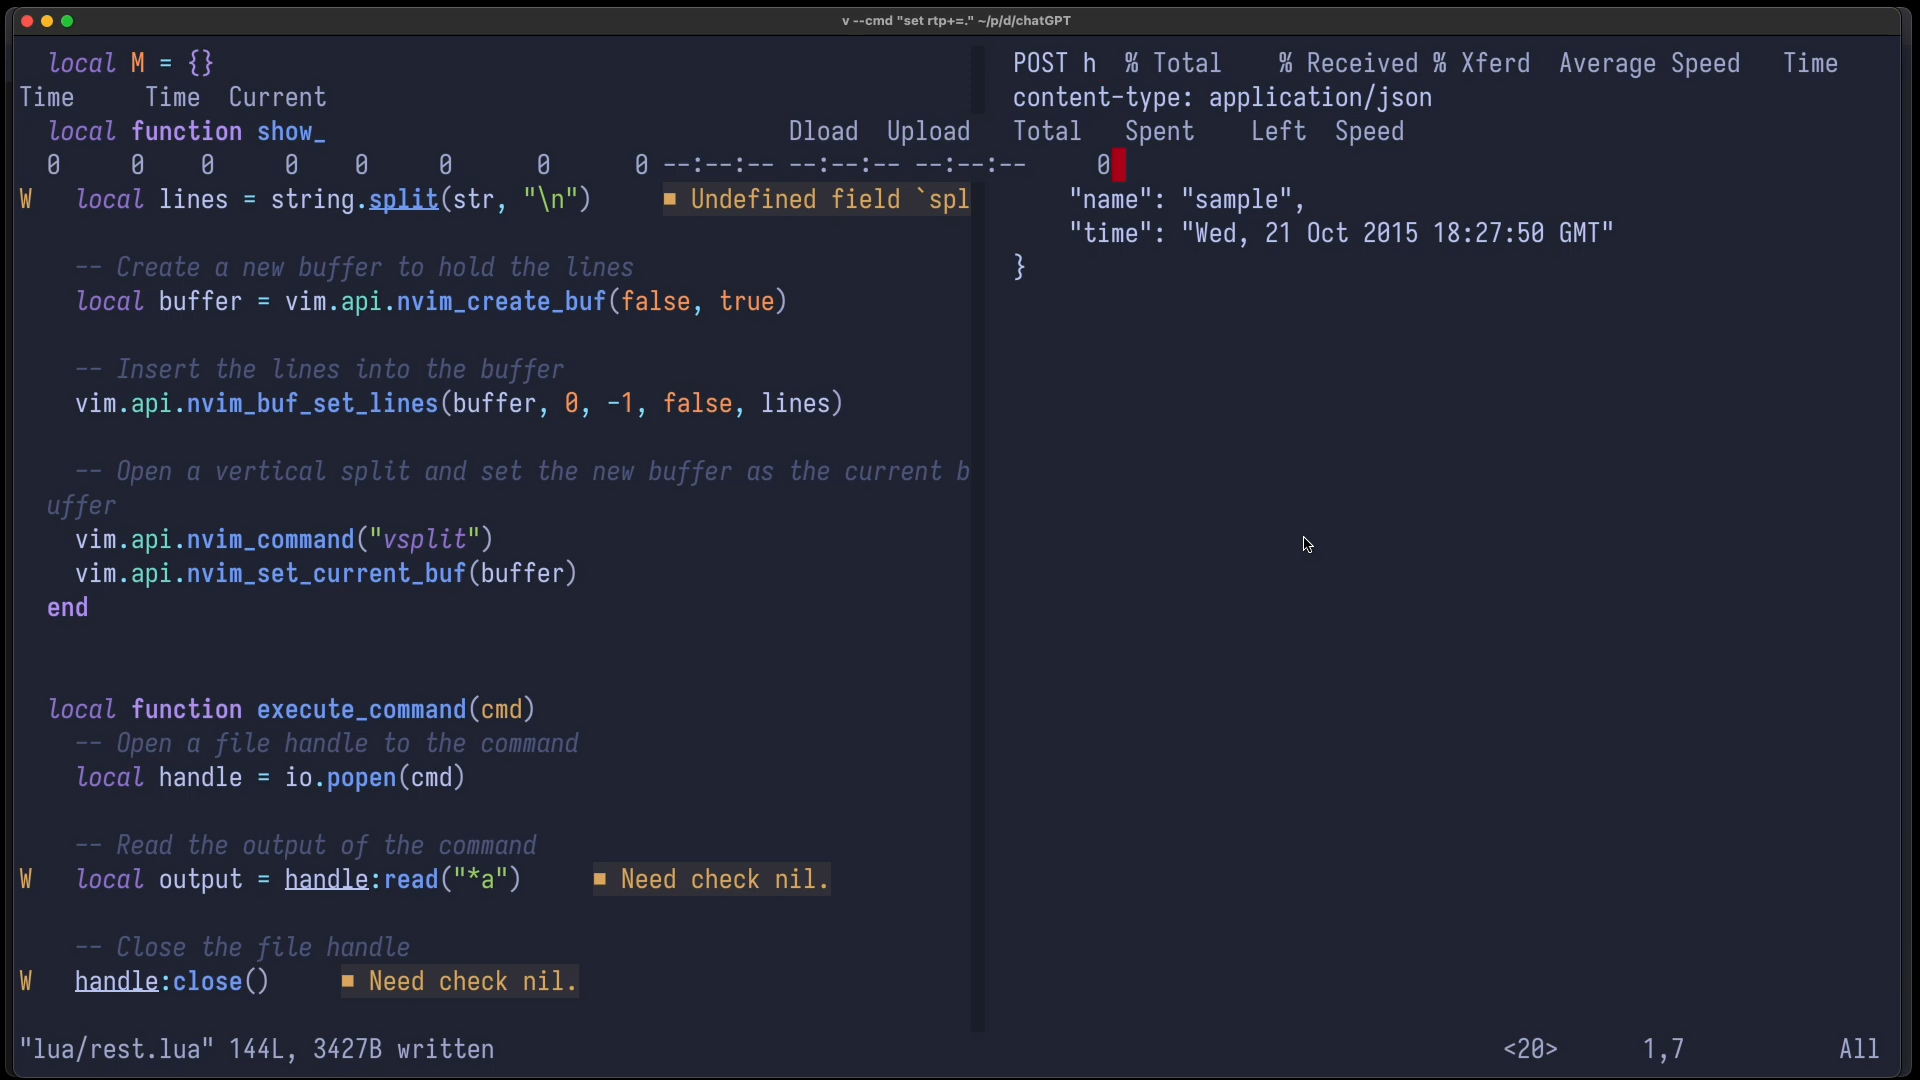 v --cmd "set rtp+=." ~/p/d/chatGPT
local M = {}
Time     Time  Current
local function show_                                 Dload  Upload
0     0    0     0    0     0      0      0 --:--:-- --:--:-- --:--:--     0
W   local lines = string.split(str, "\n")     ■ Undefined field `spl
-- Create a new buffer to hold the lines
local buffer = vim.api.nvim_create_buf(false, true)
-- Insert the lines into the buffer
vim.api.nvim_buf_set_lines(buffer, 0, -1, false, lines)
-- Open a vertical split and set the new buffer as the current b
uffer
vim.api.nvim_command("vsplit")
vim.api.nvim_set_current_buf(buffer)
end
local function execute_command(cmd)
-- Open a file handle to the command
local handle = io.popen(cmd)
-- Read the output of the command
W   local output = handle:read("*a")     ■ Need check nil.
-- Close the file handle
W   handle:close()     ■ Need check nil.
POST h  % Total    % Received % Xferd  Average Speed   Time
content-type: application/json
Total   Spent    Left  Speed
"name": "sample",
"time": "Wed, 21 Oct 2015 18:27:50 GMT"
}
"lua/rest.lua" 144L, 3427B written
<20>      1,7           All